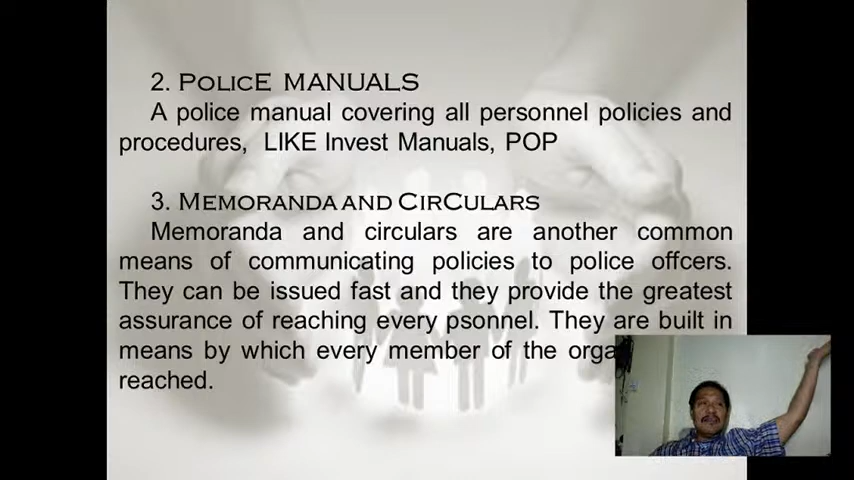 2. PolicE MANUALS
A police manual covering all personnel policies and
procedures, LIKE Invest Manuals, POP
3. Memoranda and CirCulars
Memoranda and circulars are another common
means of communicating policies to police offcers.
They can be issued fast and they provide the greatest
assurance of reaching every psonnel. They are built in
means by which every member of the
reached.